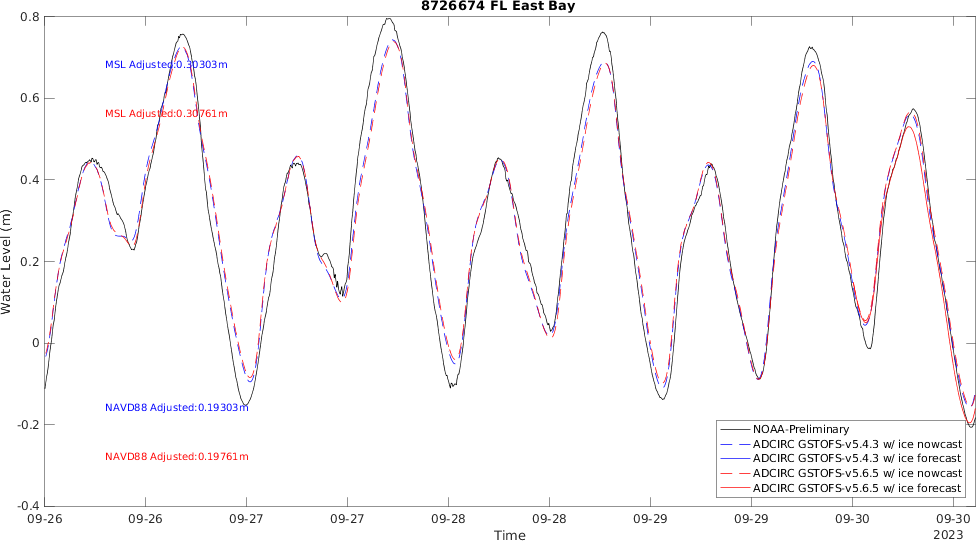 8726674 FL East Bay
0.8
0.6
0.4
0.2
0
-0.2
-0.4
Water Level (m)
MSL Adjusted:0.30303m
MSL Adjusted:0.30761m
NAVD88 Adjusted:0.19303m
NAVD88 Adjusted:0.19761m
NOAA-Preliminary
ADCIRC GSTOFS-v5.4.3 w/ ice nowcast
ADCIRC GSTOFS-v5.4.3 w/ ice forecast
ADCIRC GSTOFS-v5.6.5 w/ ice nowcast
ADCIRC GSTOFS-v5.6.5 w/ ice forecast
09-26 09-26 09-27 09-27 09-28 09-28 09-29 09-29 09-30 09-30
2023
Time